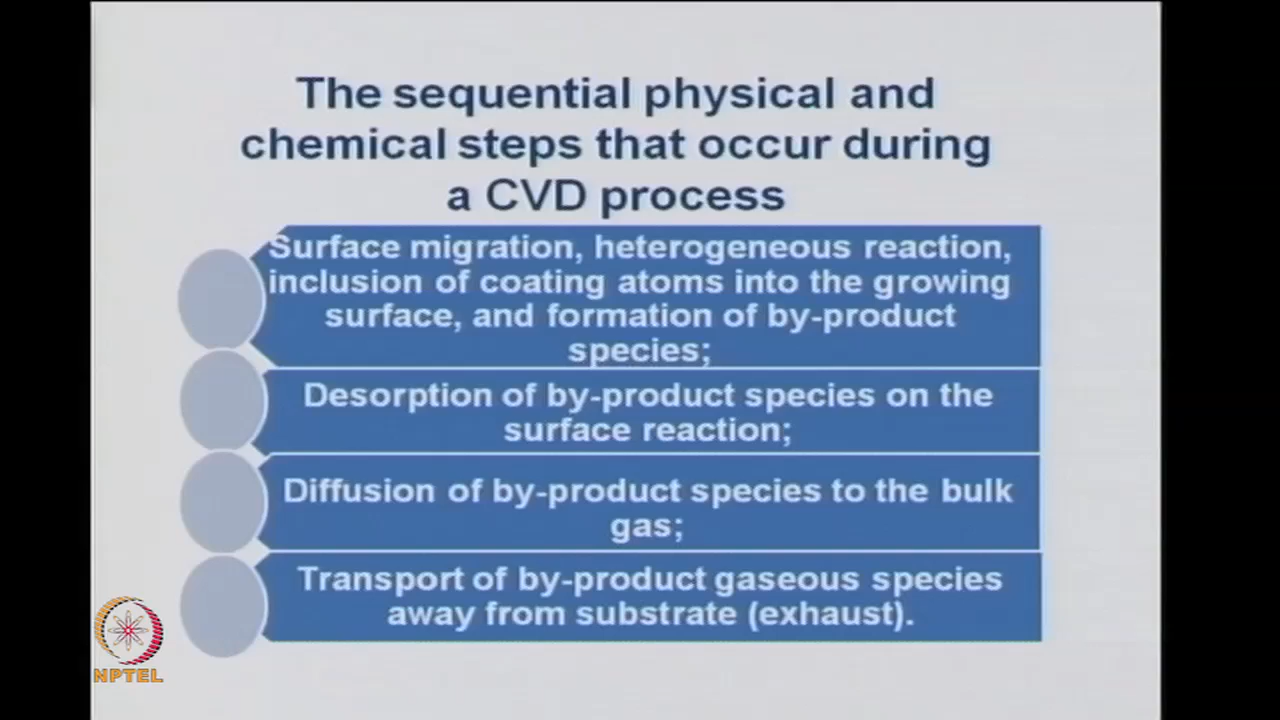 The sequential physical and
chemical steps that occur during
a CVD process
Surface migration, heterogeneous reaction,
inclusion of coating atoms into the growing
surface, and formation of by-product
species;
Desorption of by-product species on the
surface reaction;
Diffusion of by-product species to the bulk
gas;
Transport of by-product gaseous species
away from substrate (exhaust).
NPTEL